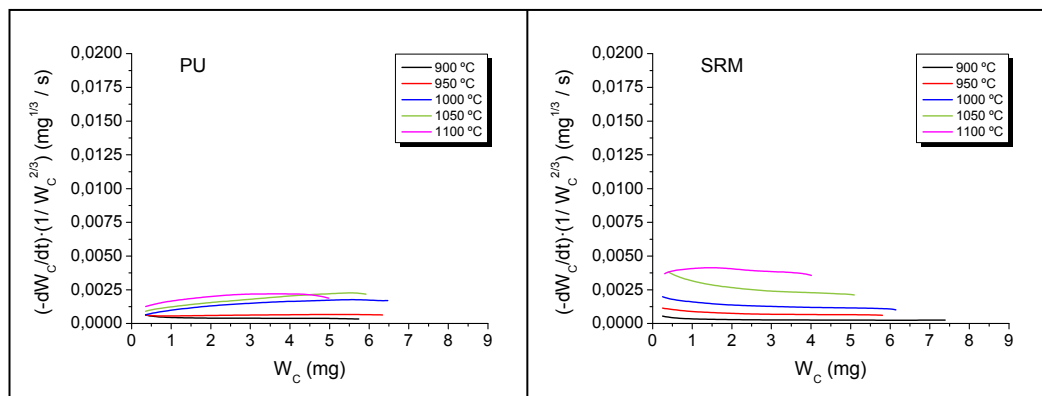 PU
0,0200
0,0175
0,0150
0,0125
0,0100
0,0075
0,0050
0,0025
0,0000
(-dW_C/dt)·(1/ W_C^2/3) (mg^1/3 / s)
0 1 2 3 4 5 6 7 8 9
W_C (mg)
900 ºC
950 ºC
1000 ºC
1050 ºC
1100 ºC
SRM
0,0200
0,0175
0,0150
0,0125
0,0100
0,0075
0,0050
0,0025
0,0000
(-dW_C/dt)·(1/ W_C^2/3) (mg^1/3 / s)
0 1 2 3 4 5 6 7 8 9
W_C (mg)
900 ºC
950 ºC
1000 ºC
1050 ºC
1100 ºC